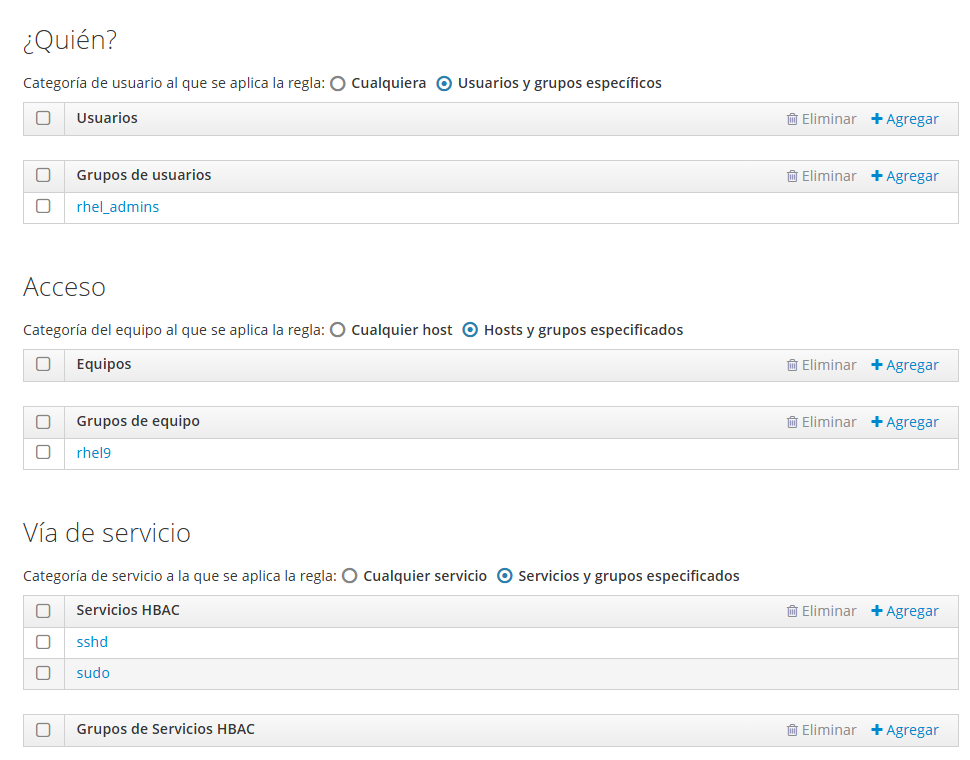 ¿Quién?
Categoría de usuario al que se aplica la regla: Cualquiera Usuarios y grupos específicos
Usuarios Eliminar Agregar
Grupos de usuarios Eliminar Agregar
rhel_admins
Acceso
Categoría del equipo al que se aplica la regla: Cualquier host Hosts y grupos especificados
Equipos Eliminar Agregar
Grupos de equipo Eliminar Agregar
rhel9
Vía de servicio
Categoría de servicio a la que se aplica la regla: Cualquier servicio Servicios y grupos especificados
Servicios HBAC Eliminar Agregar
sshd
sudo
Grupos de Servicios HBAC Eliminar Agregar